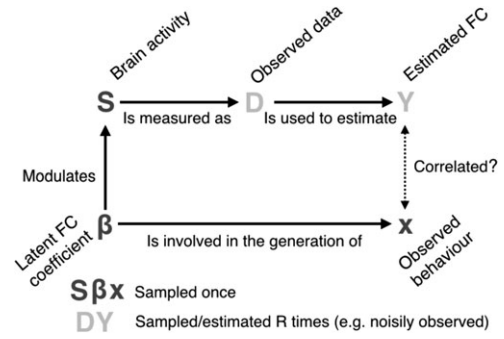 Brain activity
Observed data
Estimated FC
S
D
Y
Is measured as
Is used to estimate
Modulates
Correlated?
Latent FC
coefficient
β
x
Is involved in the generation of
Observed
behaviour
Sβx Sampled once
DY Sampled/estimated R times (e.g. noisily observed)